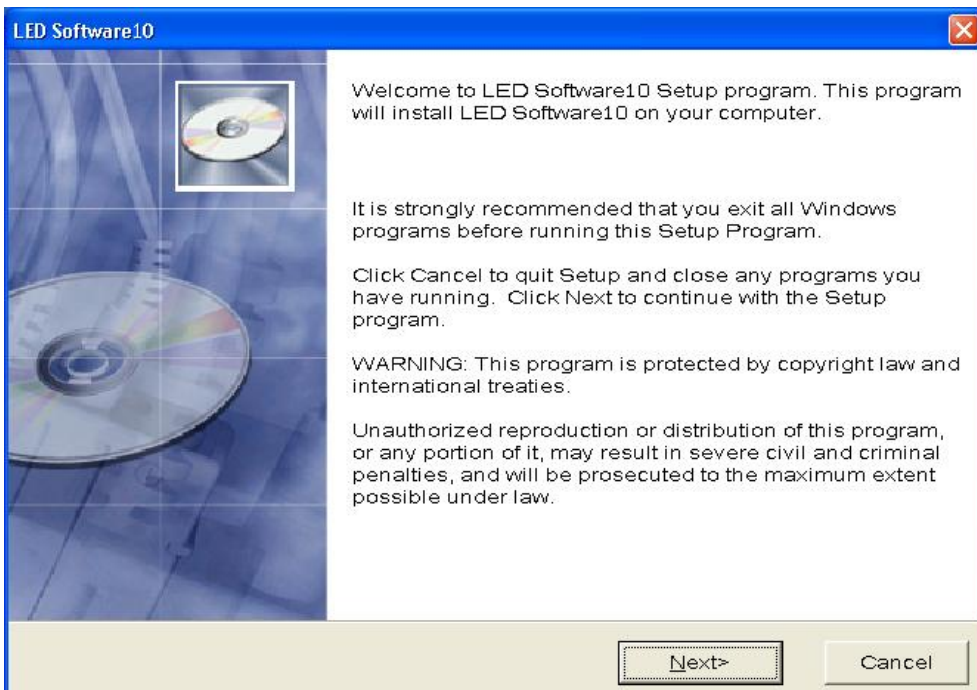 LED Software10
Welcome to LED Software10 Setup program. This program
will install LED Software10 on your computer.
It is strongly recommended that you exit all Windows
programs before running this Setup Program.
Click Cancel to quit Setup and close any programs you
have running. Click Next to continue with the Setup
program.
WARNING: This program is protected by copyright law and
international treaties.
Unauthorized reproduction or distribution of this program,
or any portion of it, may result in severe civil and criminal
penalties, and will be prosecuted to the maximum extent
possible under law.
Next>
Cancel